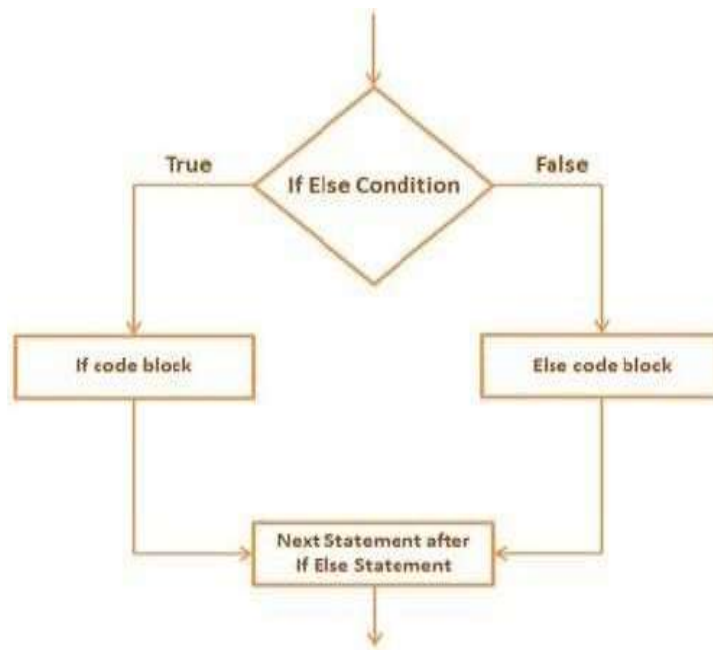 True
False
If Else Condition
If code block
Else code block
Next Statement after
If Else Statement